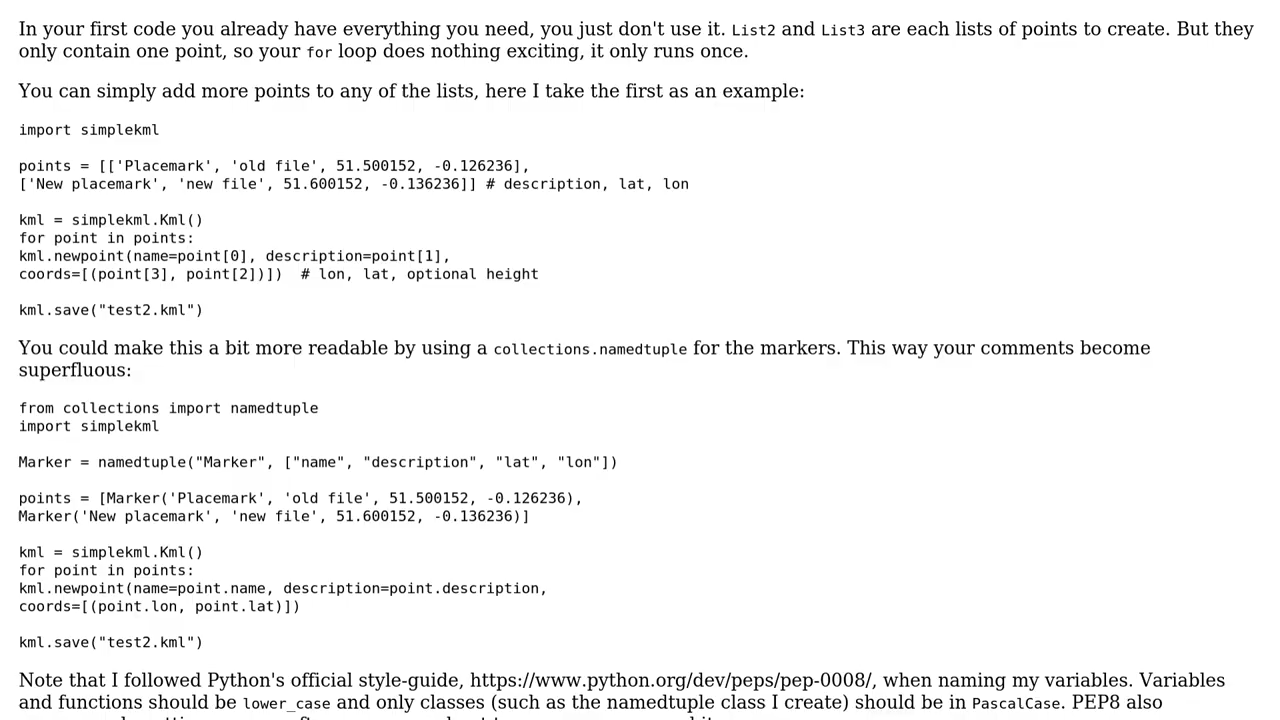 In your first code you already have everything you need, you just don't use it. List2 and List3 are each lists of points to create. But they
only contain one point, so your for loop does nothing exciting, it only runs once.
You can simply add more points to any of the lists, here I take the first as an example:
import simplekml
points = [['Placemark', 'old file', 51.500152, -0.126236],
['New placemark', 'new file', 51.600152, -0.136236]] # description, lat, lon
kml = simplekml.Kml()
for point in points:
kml.newpoint(name=point[0], description=point[1],
coords=[(point[3], point[2])])  # lon, lat, optional height
kml.save("test2.kml")
You could make this a bit more readable by using a collections.namedtuple for the markers. This way your comments become
superfluous:
from collections import namedtuple
import simplekml
Marker = namedtuple("Marker", ["name", "description", "lat", "lon"])
points = [Marker('Placemark', 'old file', 51.500152, -0.126236),
Marker('New placemark', 'new file', 51.600152, -0.136236)]
kml = simplekml.Kml()
for point in points:
kml.newpoint(name=point.name, description=point.description,
coords=[(point.lon, point.lat)])
kml.save("test2.kml")
Note that I followed Python's official style-guide, https://www.python.org/dev/peps/pep-0008/, when naming my variables. Variables
and functions should be lower_case and only classes (such as the namedtuple class I create) should be in PascalCase. PEP8 also